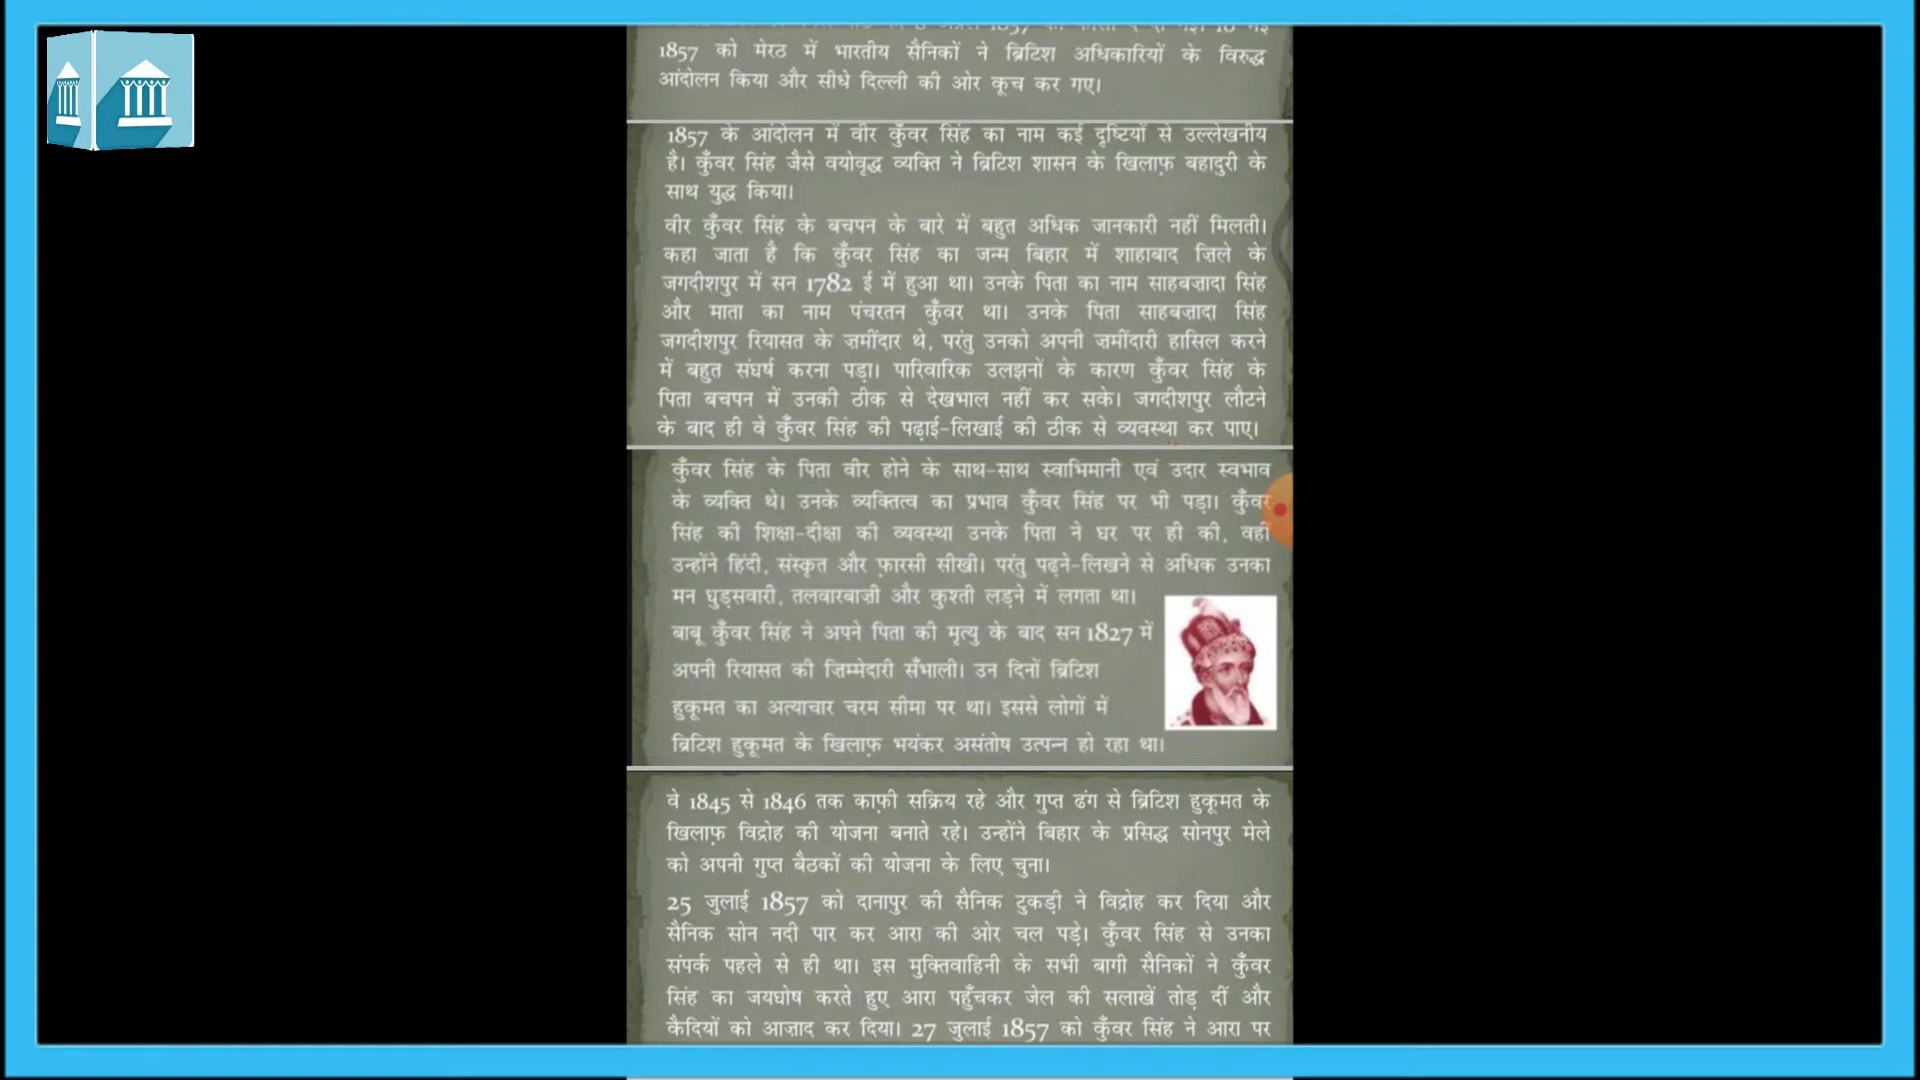 1857 को मेरठ में भारतीय सैनिकों ने ब्रिटिश अधिकारियों के विरुद्ध
आंदोलन किया और सीधे दिल्ली की ओर कूच कर गए।
1857 के आंदोलन में वीर कुँवर सिंह का नाम कई दृष्टियों से उल्लेखनीय
है। कुँवर सिंह जैसे वयोवृद्ध व्यक्ति ने ब्रिटिश शासन के खिलाफ़ बहादुरी के
साथ युद्ध किया।
वीर कुँवर सिंह के बचपन के बारे में बहुत अधिक जानकारी नहीं मिलती।
कहा जाता है कि कुँवर सिंह का जन्म बिहार में शाहाबाद ज़िले के
जगदीशपुर में सन 1782 ई में हुआ था। उनके पिता का नाम साहबज़ादा सिंह
और माता का नाम पंचरतन कुँवर था। उनके पिता साहबज़ादा सिंह
जगदीशपुर रियासत के ज़मींदार थे, परंतु उनको अपनी ज़मींदारी हासिल करने
में बहुत संघर्ष करना पड़ा। पारिवारिक उलझनों के कारण कुँवर सिंह के
पिता बचपन में उनकी ठीक से देखभाल नहीं कर सके। जगदीशपुर लौटने
के बाद ही वे कुँवर सिंह की पढ़ाई-लिखाई की ठीक से व्यवस्था कर पाए।
कुँवर सिंह के पिता वीर होने के साथ-साथ स्वाभिमानी एवं उदार स्वभाव
के व्यक्ति थे। उनके व्यक्तित्व का प्रभाव कुँवर सिंह पर भी पड़ा। कुँवर
सिंह की शिक्षा-दीक्षा की व्यवस्था उनके पिता ने घर पर ही की, वहीं
उन्होंने हिंदी, संस्कृत और फ़ारसी सीखी। परंतु पढ़ने-लिखने से अधिक उनका
मन घुड़सवारी, तलवारबाज़ी और कुश्ती लड़ने में लगता था।
बाबू कुँवर सिंह ने अपने पिता की मृत्यु के बाद सन 1827 में
अपनी रियासत की ज़िम्मेदारी सँभाली। उन दिनों ब्रिटिश
हुकूमत का अत्याचार चरम सीमा पर था। इससे लोगों में
ब्रिटिश हुकूमत के खिलाफ़ भयंकर असंतोष उत्पन्न हो रहा था।
वे 1845 से 1846 तक काफ़ी सक्रिय रहे और गुप्त ढंग से ब्रिटिश हुकूमत के
खिलाफ़ विद्रोह की योजना बनाते रहे। उन्होंने बिहार के प्रसिद्ध सोनपुर मेले
को अपनी गुप्त बैठकों की योजना के लिए चुना।
25 जुलाई 1857 को दानापुर की सैनिक टुकड़ी ने विद्रोह कर दिया और
सैनिक सोन नदी पार कर आरा की ओर चल पड़े। कुँवर सिंह से उनका
संपर्क पहले से ही था। इस मुक्तिवाहिनी के सभी बागी सैनिकों ने कुँवर
सिंह का जयघोष करते हुए आरा पहुँचकर जेल की सलाखें तोड़ दीं और
कैदियों को आज़ाद कर दिया। 27 जुलाई 1857 को कुँवर सिंह ने आरा पर